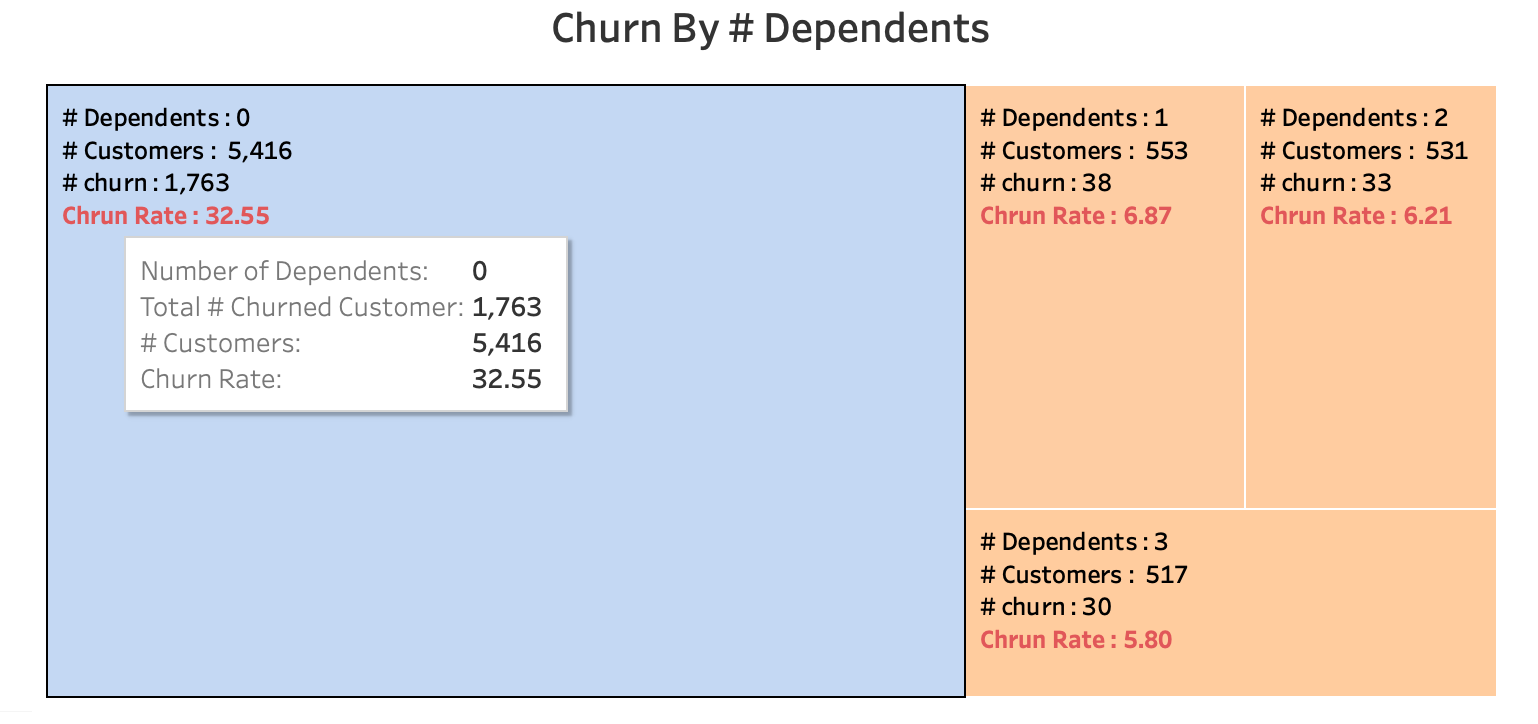 Churn By # Dependents
# Dependents : 0
# Customers :  5,416
# churn : 1,763
Chrun Rate : 32.55
Number of Dependents: 0
Total # Churned Customer: 1,763
# Customers: 5,416
Churn Rate: 32.55
# Dependents : 1
# Customers :  553
# churn : 38
Chrun Rate : 6.87
# Dependents : 2
# Customers :  531
# churn : 33
Chrun Rate : 6.21
# Dependents : 3
# Customers :  517
# churn : 30
Chrun Rate : 5.80